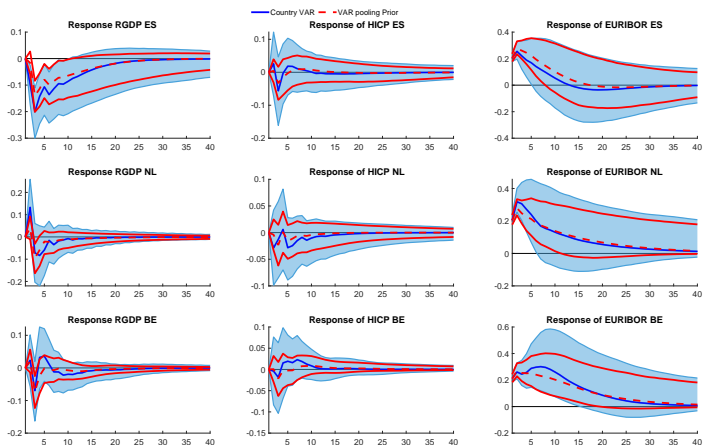 Country VAR VAR pooling Prior
Response RGDP ES
0.1
0
-0.1
-0.2
-0.3
5 10 15 20 25 30 35 40
Response of HICP ES
0.1
0
-0.1
0.2
5 10 15 20 25 30 35 40
Response of EURIBOR ES
0.4
0.2
0
0.2
0.4
5 10 15 20 25 30 35 40
Response RGDP NL
0.2
0.1
0
-0.1
-0.2
5 10 15 20 25 30 35 40
Response of HICP NL
0.1
0.05
0
-0.05
0.1
5 10 15 20 25 30 35 40
Response of EURIBOR NL
0.4
0.2
0
0.2
5 10 15 20 25 30 35 40
Response RGDP BE
0.1
0
-0.1
-0.2
5 10 15 20 25 30 35 40
Response of HICP BE
0.1
0.05
0
-0.05
-0.1
-0.15
5 10 15 20 25 30 35 40
Response of EURIBOR BE
0.6
0.4
0.2
0
0.2
5 10 15 20 25 30 35 40